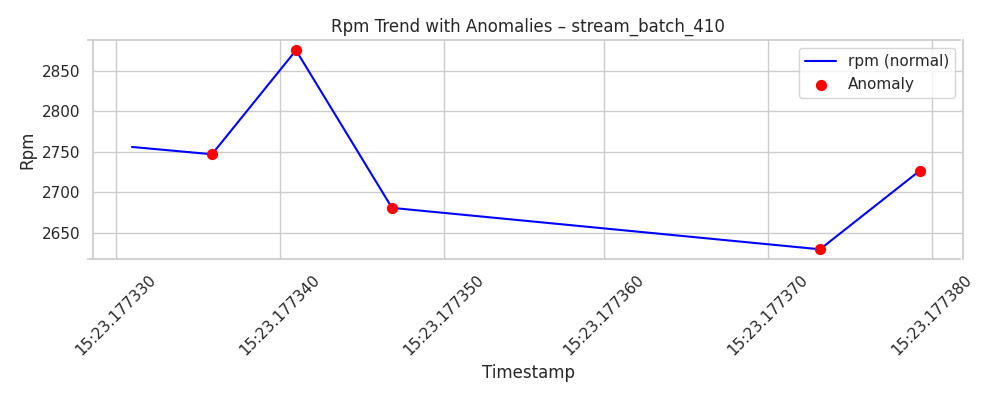 Rpm Trend with Anomalies – stream_batch_410
rpm (normal)
Anomaly
Rpm
2850
2800
2750
2700
2650
15:23.177330
15:23.177340
15:23.177350
15:23.177360
15:23.177370
15:23.177380
Timestamp